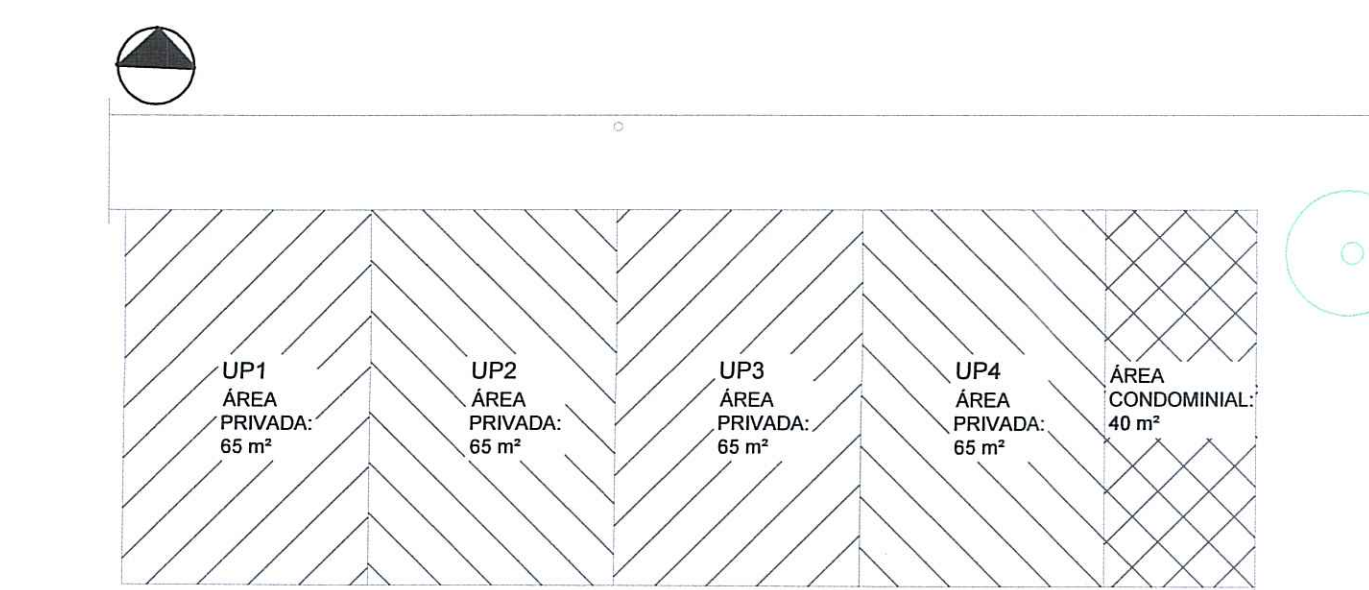 UP1
ÁREA
PRIVADA:
65 m²
UP2
ÁREA
PRIVADA:
65 m²
UP3
ÁREA
PRIVADA:
65 m²
UP4
ÁREA
PRIVADA:
65 m²
ÁREA
CONDOMINIAL:
40 m²